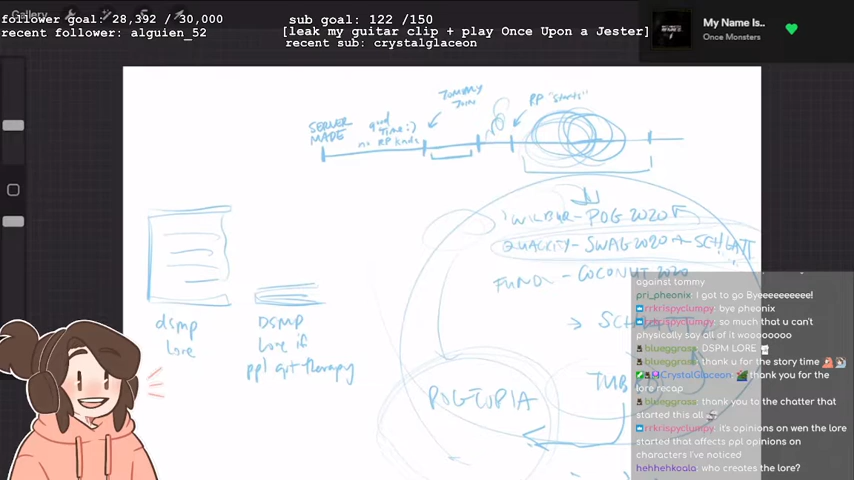 Gallery
follower goal: 28,392 / 30,000
recent follower: alguien_52
sub goal: 122 /150
[leak my guitar clip + play Once Upon a Jester]
recent sub: crystalglaceon
My Name Is..
Once Monsters
SERVER MADE
good time :)
no RP kinda
TOMMY JOIN
RP "starts"
WILBUR - POG 2020
QUACKITY - SWAG 2020 + SCHLATT
FUNDY - COCONUT 2020
→ SCH
TUB
POGTOPIA
dsmp
lore
DSMP
lore if
ppl got therapy
against tommy
pri_pheonix: I got to go Byeeeeeeeeee!
rrkrispyclumpy: bye pheonix
rrkrispyclumpy: so much that u can't
physically say all of it wooooooo
blueggrass: DSPM LORE
blueggrass: thank u for the story time
CrystalGlaceon: thank you for the
lore recap
blueggrass: thank you to the chatter that
started this all
rrkrispyclumpy: it's opinions on wen the lore
started that affects ppl opinions on
characters I've noticed
hehhehkoala: who creates the lore?